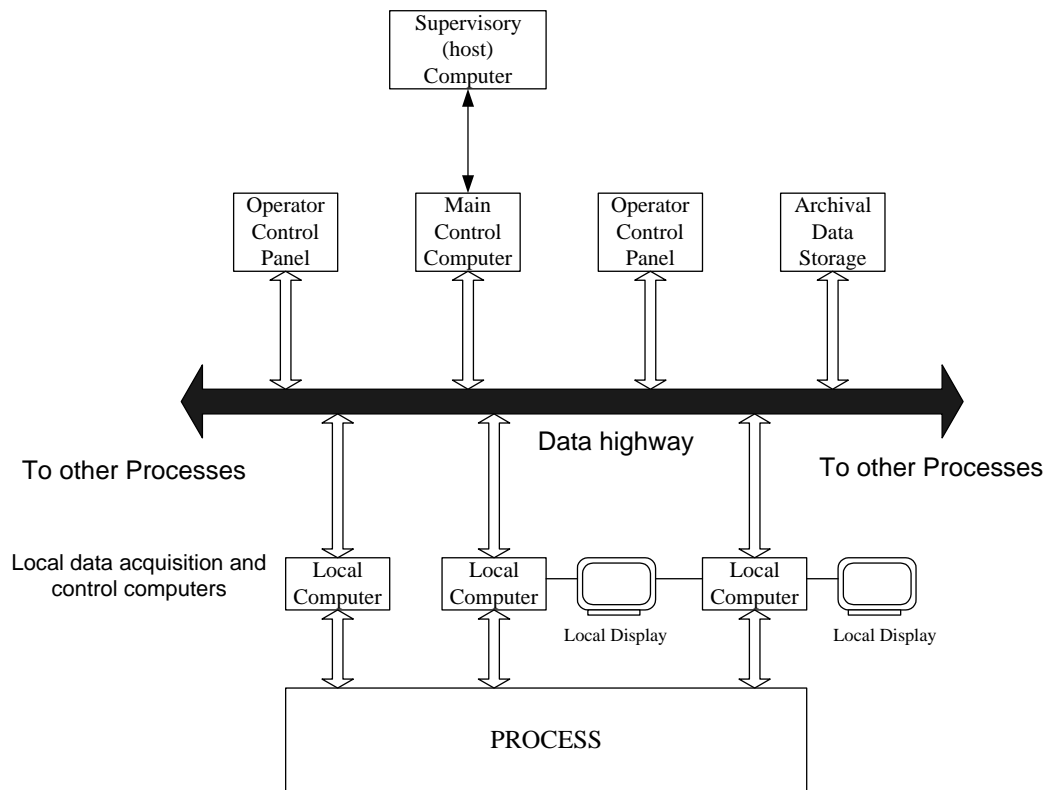 Supervisory
(host)
Computer
Operator
Control
Panel
Main
Control
Computer
Operator
Control
Panel
Archival
Data
Storage
Data highway
To other Processes
To other Processes
Local data acquisition and
control computers
Local
Computer
Local
Computer
Local
Computer
Local Display
Local Display
PROCESS